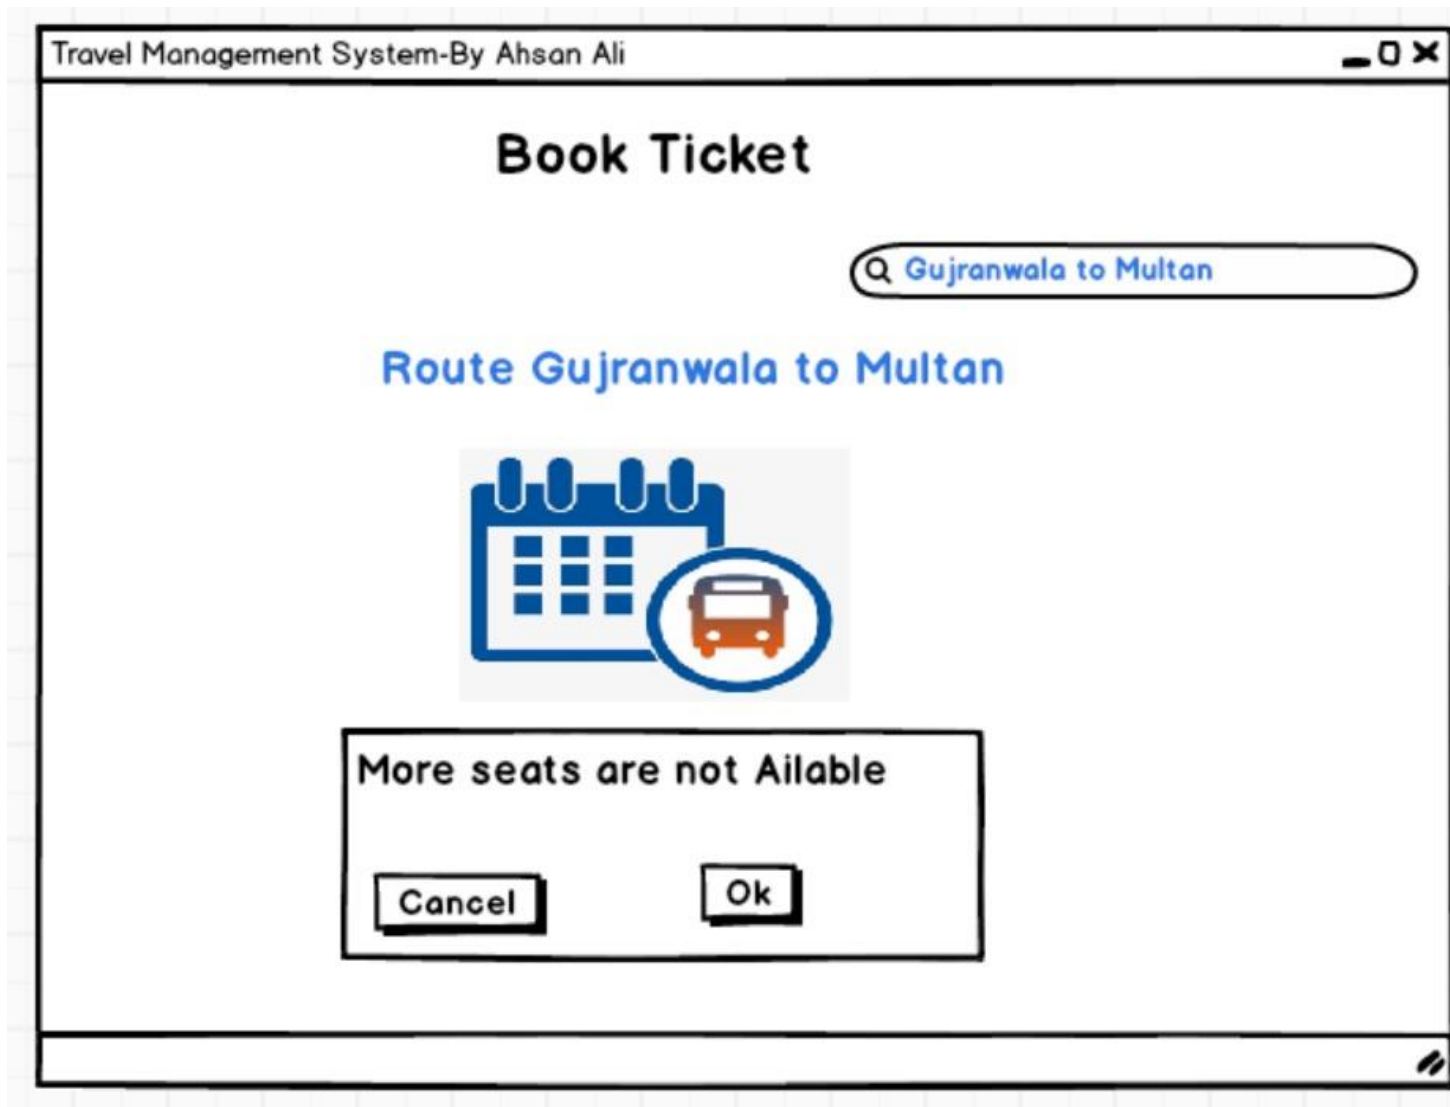 Travel Management System-By Ahsan Ali
Book Ticket
Gujranwala to Multan
Route Gujranwala to Multan
More seats are not Ailable
Cancel
Ok